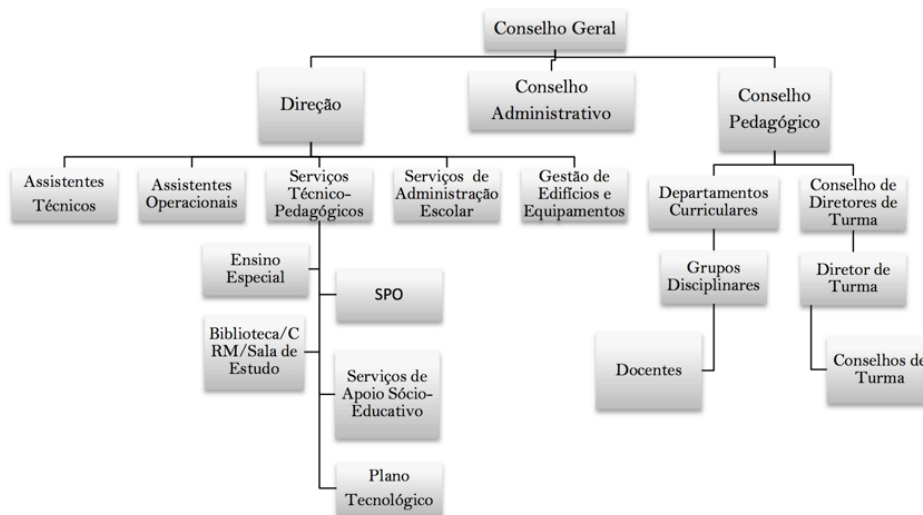 Conselho Geral
Direção
Conselho
Administrativo
Conselho
Pedagógico
Assistentes
Técnicos
Assistentes
Operacionais
Serviços
Técnico-
Pedagógicos
Serviços de
Administração
Escolar
Gestão de
Edifícios e
Equipamentos
Departamentos
Curriculares
Conselho de
Diretores de
Turma
Ensino
Especial
SPO
Grupos
Disciplinares
Diretor de
Turma
Biblioteca/C
RM/Sala de
Estudo
Serviços de
Apoio Sócio-
Educativo
Docentes
Conselhos de
Turma
Plano
Tecnológico